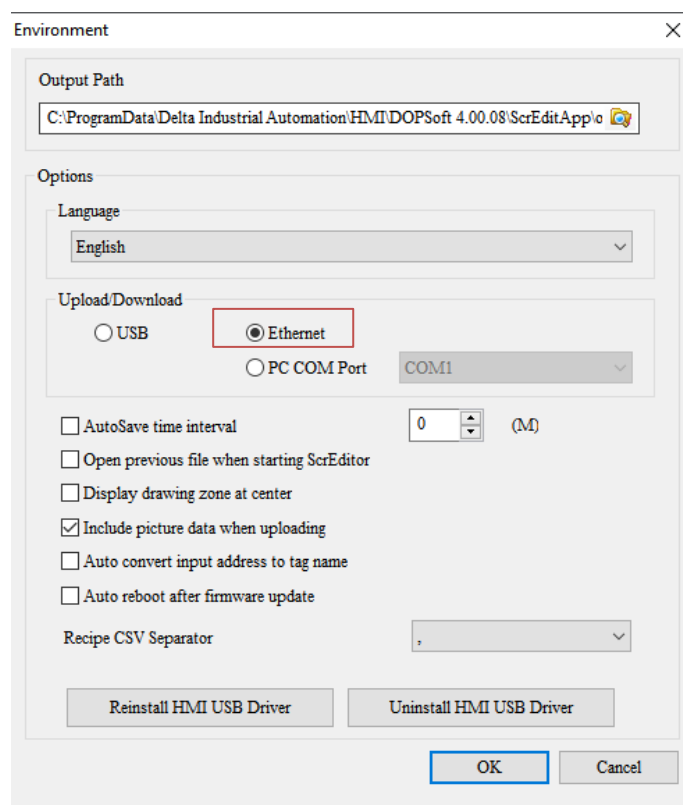 Environment
Output Path
C:\ProgramData\Delta Industrial Automation\HMI\DOPSoft 4.00.08\ScrEditApp\o
Options
Language
English
Upload/Download
USB
Ethernet
PC COM Port
COM1
AutoSave time interval
0
(M)
Open previous file when starting ScrEditor
Display drawing zone at center
Include picture data when uploading
Auto convert input address to tag name
Auto reboot after firmware update
Recipe CSV Separator
,
Reinstall HMI USB Driver
Uninstall HMI USB Driver
OK
Cancel